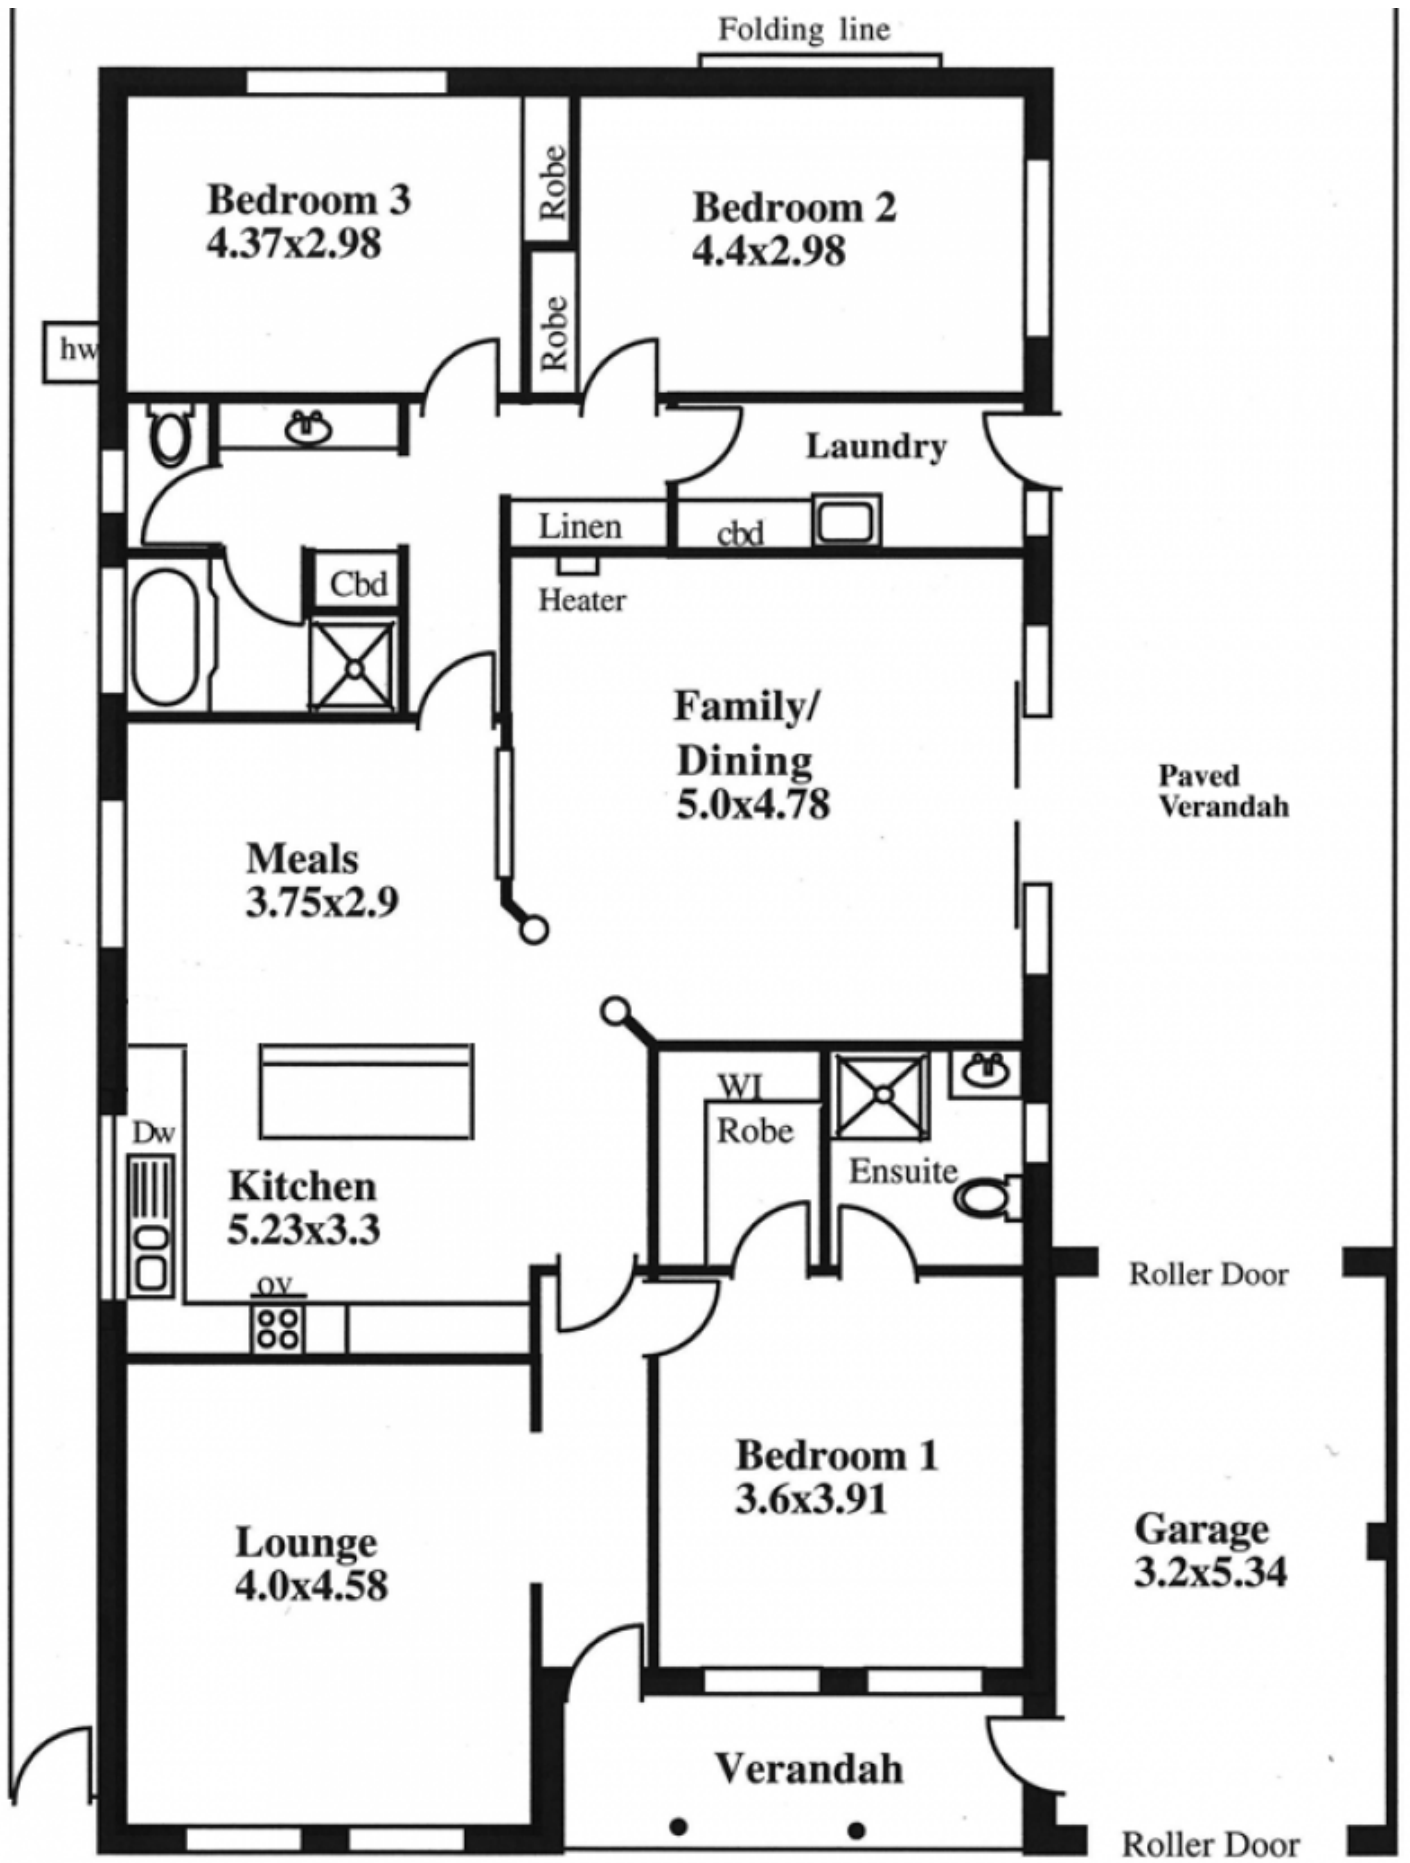 Folding line
Bedroom 3
4.37x2.98
Robe
Robe
Bedroom 2
4.4x2.98
hw
Laundry
Linen
cbd
Cbd
Heater
Family/
Dining
5.0x4.78
Paved
Verandah
Meals
3.75x2.9
WI
Robe
Dw
Ensuite
Kitchen
5.23x3.3
ov
Roller Door
Bedroom 1
3.6x3.91
Lounge
4.0x4.58
Garage
3.2x5.34
Verandah
Roller Door